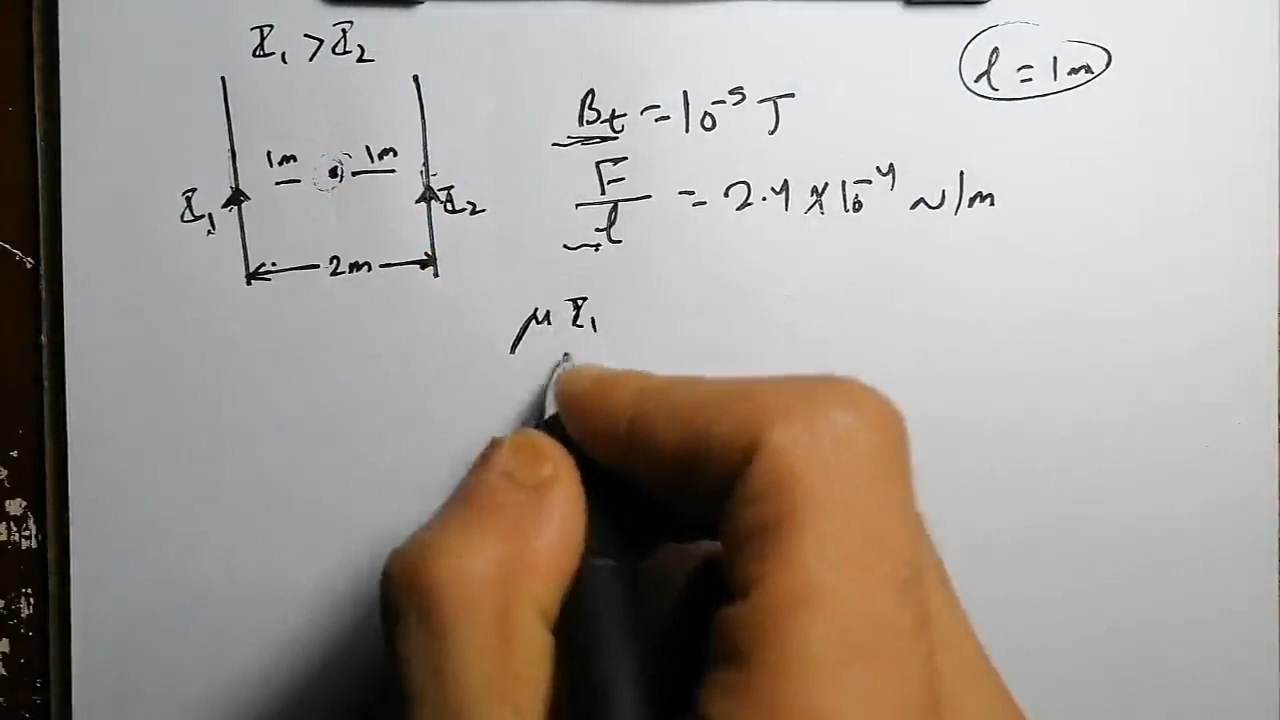 I₁ > I₂
l = 1m
Bₜ = 10⁻⁵ T
1m 1m
F/l = 2.4 × 10⁻⁴ N/m
I₁ I₂
2m
μ I₁